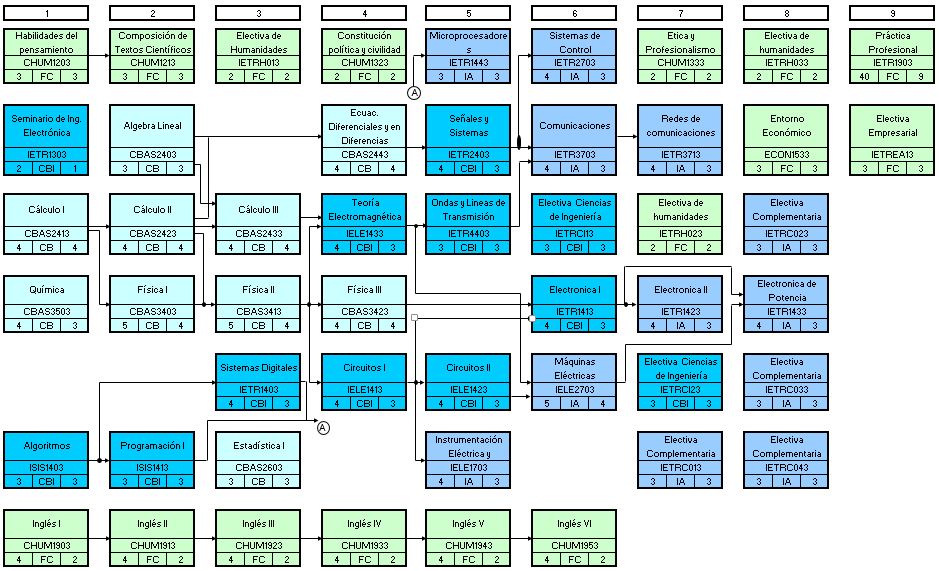 1 2 3 4 5 6 7 8 9
Habilidades del
pensamiento
CHUM1203
3 FC 3
Composición de
Textos Científicos
CHUM1213
3 FC 3
Electiva de
Humanidades
IETRH013
2 FC 2
Constitución
política y civilidad
CHUM1323
2 FC 2
Microprocesadore
s
IETR1443
3 IA 3
Sistemas de
Control
IETR2703
4 IA 3
Etica y
Profesionalismo
CHUM1333
2 FC 2
Electiva de
humanidades
IETRH033
2 FC 2
Práctica
Profesional
IETR1903
40 FC 9
A
Seminario de Ing.
Electrónica
IETR1303
2 CBI 1
Algebra Lineal
CBAS2403
3 CB 3
Ecuac.
Diferenciales y en
Diferencias
CBAS2443
4 CB 4
Señales y
Sistemas
IETR2403
4 CBI 3
Comunicaciones
IETR3703
4 IA 3
Redes de
comunicaciones
IETR3713
4 IA 3
Entorno
Económico
ECON1533
3 FC 3
Electiva
Empresarial
IETREA13
3 FC 3
Cálculo I
CBAS2413
4 CB 4
Cálculo II
CBAS2423
4 CB 4
Cálculo III
CBAS2433
4 CB 4
Teoría
Electromagnética
IELE1433
4 CBI 3
Ondas y Lineas de
Transmisión
IETR4403
3 CBI 3
Electiva Ciencias
de Ingeniería
IETRCI13
3 CBI 3
Electiva de
humanidades
IETRH023
2 FC 2
Electiva
Complementaria
IETRC023
3 IA 3
Química
CBAS3503
4 CB 3
Física I
CBAS3403
5 CB 4
Física II
CBAS3413
5 CB 4
Física III
CBAS3423
4 CB 4
Electronica I
IETR1413
4 CBI 3
Electronica II
IETR1423
4 IA 3
Electronica de
Potencia
IETR1433
4 IA 3
Sistemas Digitales
IETR1403
4 CBI 3
Circuitos I
IELE1413
4 CBI 3
Circuitos II
IELE1423
4 CBI 3
Máquinas
Eléctricas
IELE2703
5 IA 4
Electiva Ciencias
de Ingeniería
IETRCI23
3 CBI 3
Electiva
Complementaria
IETRC033
3 IA 3
A
Algoritmos
ISIS1403
3 CBI 3
Programación I
ISIS1413
3 CBI 3
Estadística I
CBAS2603
3 CB 3
Instrumentación
Eléctrica y
IELE1703
4 IA 3
Electiva
Complementaria
IETRC013
3 IA 3
Electiva
Complementaria
IETRC043
3 IA 3
Inglés I
CHUM1903
4 FC 2
Inglés II
CHUM1913
4 FC 2
Inglés III
CHUM1923
4 FC 2
Inglés IV
CHUM1933
4 FC 2
Inglés V
CHUM1943
4 FC 2
Inglés VI
CHUM1953
4 FC 2